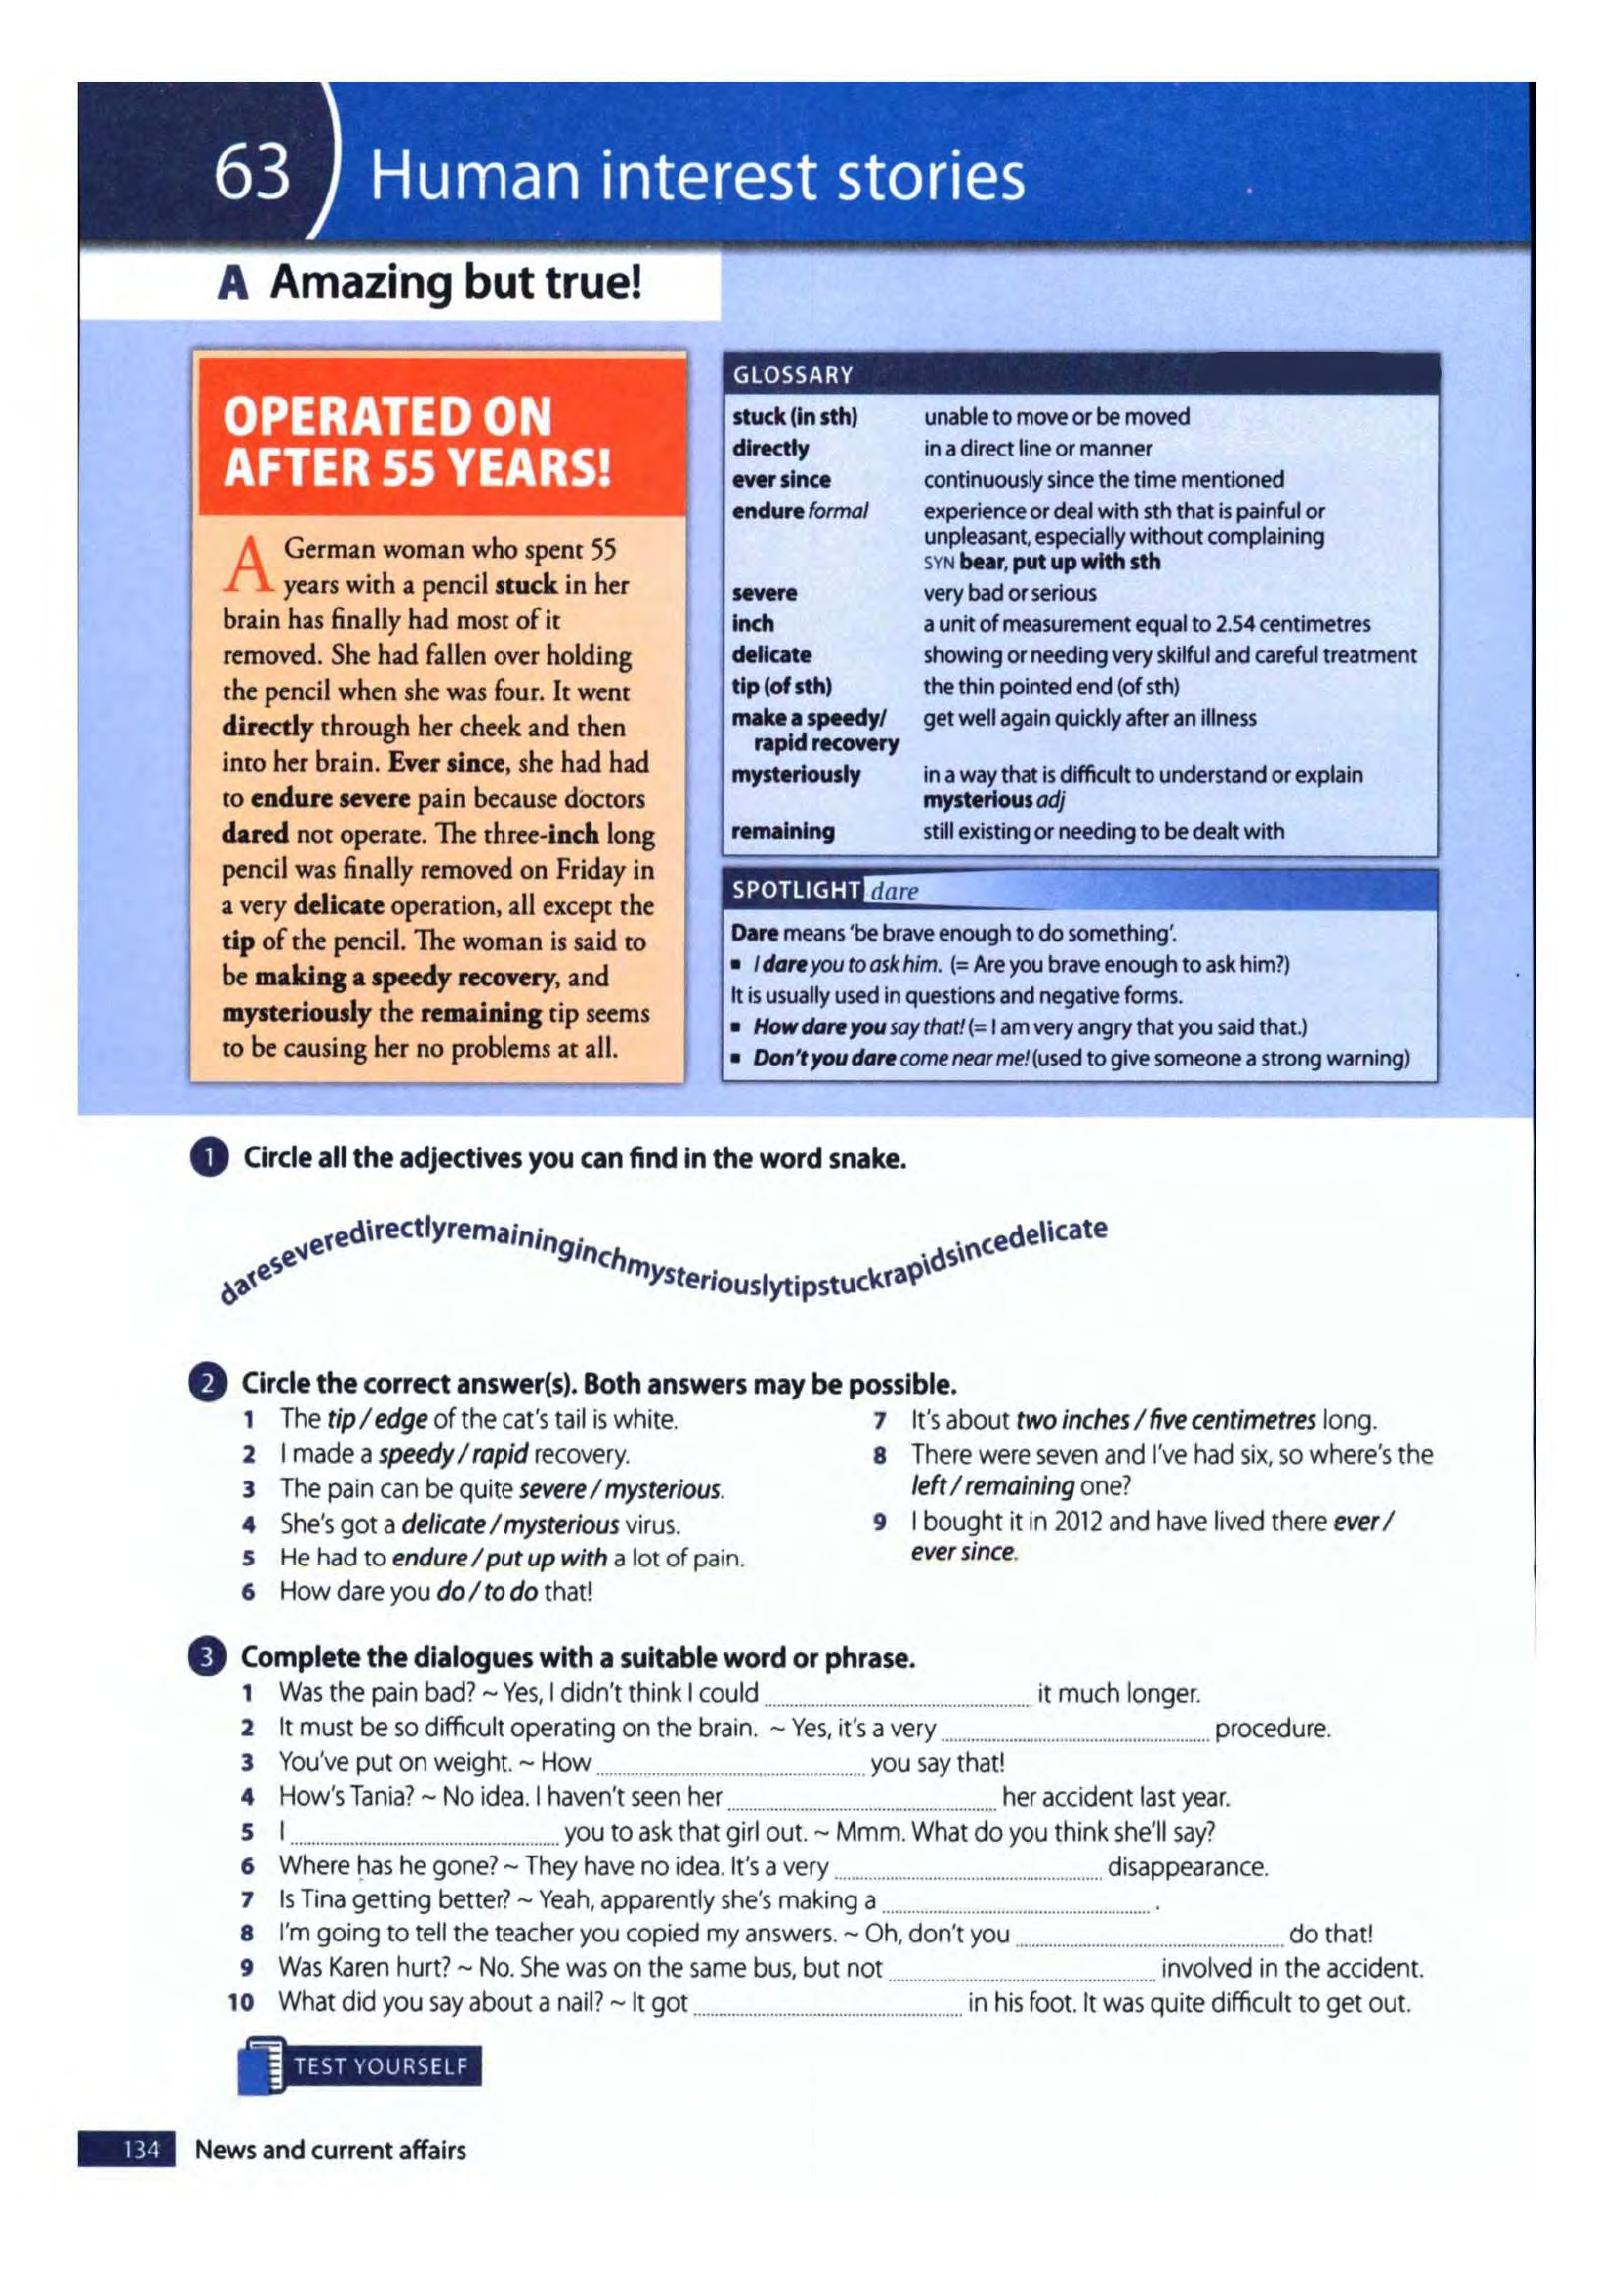 63 Human interest stories
A Amazing but true!
OPERATED ON
AFTER 55 YEARS!
A German woman who spent 55
years with a pencil stuck in her
brain has finally had most of it
removed. She had fallen over holding
the pencil when she was four. It went
directly through her cheek and then
into her brain. Ever since, she had had
to endure severe pain because doctors
dared not operate. The three-inch long
pencil was finally removed on Friday in
a very delicate operation, all except the
tip of the pencil. The woman is said to
be making a speedy recovery, and
mysteriously the remaining tip seems
to be causing her no problems at all.
GLOSSARY
stuck (in sth) unable to move or be moved
directly in a direct line or manner
ever since continuously since the time mentioned
endure formal experience or deal with sth that is painful or
unpleasant, especially without complaining
SYN bear, put up with sth
severe very bad or serious
inch a unit of measurement equal to 2.54 centimetres
delicate showing or needing very skilful and careful treatment
tip (of sth) the thin pointed end (of sth)
make a speedy/ get well again quickly after an illness
rapid recovery
mysteriously in a way that is difficult to understand or explain
mysterious adj
remaining still existing or needing to be dealt with
SPOTLIGHT dare
Dare means 'be brave enough to do something'.
▪ I dare you to ask him. (= Are you brave enough to ask him?)
It is usually used in questions and negative forms.
▪ How dare you say that! (= I am very angry that you said that.)
▪ Don't you dare come near me! (used to give someone a strong warning)
1 Circle all the adjectives you can find in the word snake.
dareseveredirectlyremaininginchmysteriouslytipstuckrapidsincedelicate
2 Circle the correct answer(s). Both answers may be possible.
1 The tip / edge of the cat's tail is white.
2 I made a speedy / rapid recovery.
3 The pain can be quite severe / mysterious.
4 She's got a delicate / mysterious virus.
5 He had to endure / put up with a lot of pain.
6 How dare you do / to do that!
7 It's about two inches / five centimetres long.
8 There were seven and I've had six, so where's the
left / remaining one?
9 I bought it in 2012 and have lived there ever /
ever since.
3 Complete the dialogues with a suitable word or phrase.
1 Was the pain bad? ~ Yes, I didn't think I could ........ it much longer.
2 It must be so difficult operating on the brain. ~ Yes, it's a very ........ procedure.
3 You've put on weight. ~ How ........ you say that!
4 How's Tania? ~ No idea. I haven't seen her ........ her accident last year.
5 I ........ you to ask that girl out. ~ Mmm. What do you think she'll say?
6 Where has he gone? ~ They have no idea. It's a very ........ disappearance.
7 Is Tina getting better? ~ Yeah, apparently she's making a ........ .
8 I'm going to tell the teacher you copied my answers. ~ Oh, don't you ........ do that!
9 Was Karen hurt? ~ No. She was on the same bus, but not ........ involved in the accident.
10 What did you say about a nail? ~ It got ........ in his foot. It was quite difficult to get out.
TEST YOURSELF
134 News and current affairs